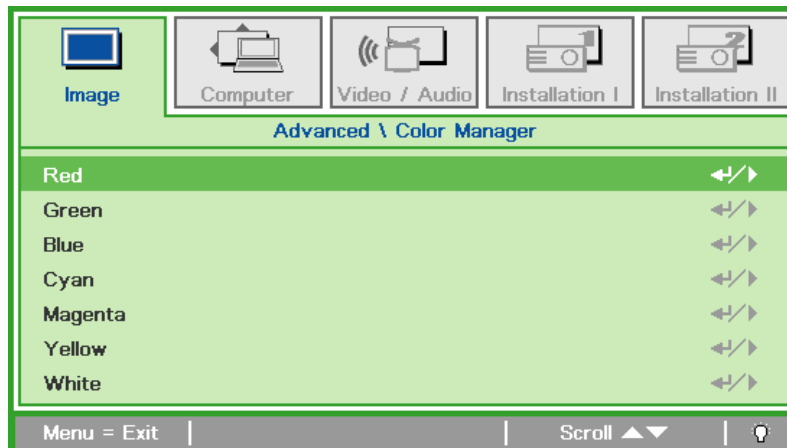 Image Computer Video / Audio Installation I Installation II
Advanced \ Color Manager
Red
Green
Blue
Cyan
Magenta
Yellow
White
Menu = Exit Scroll